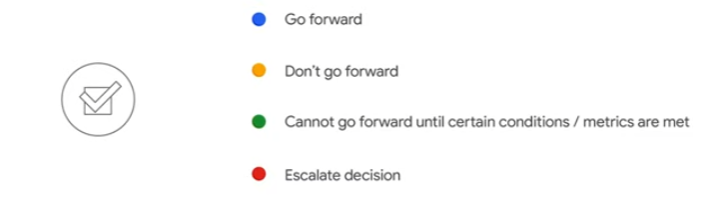 Go forward
Don't go forward
Cannot go forward until certain conditions / metrics are met
Escalate decision